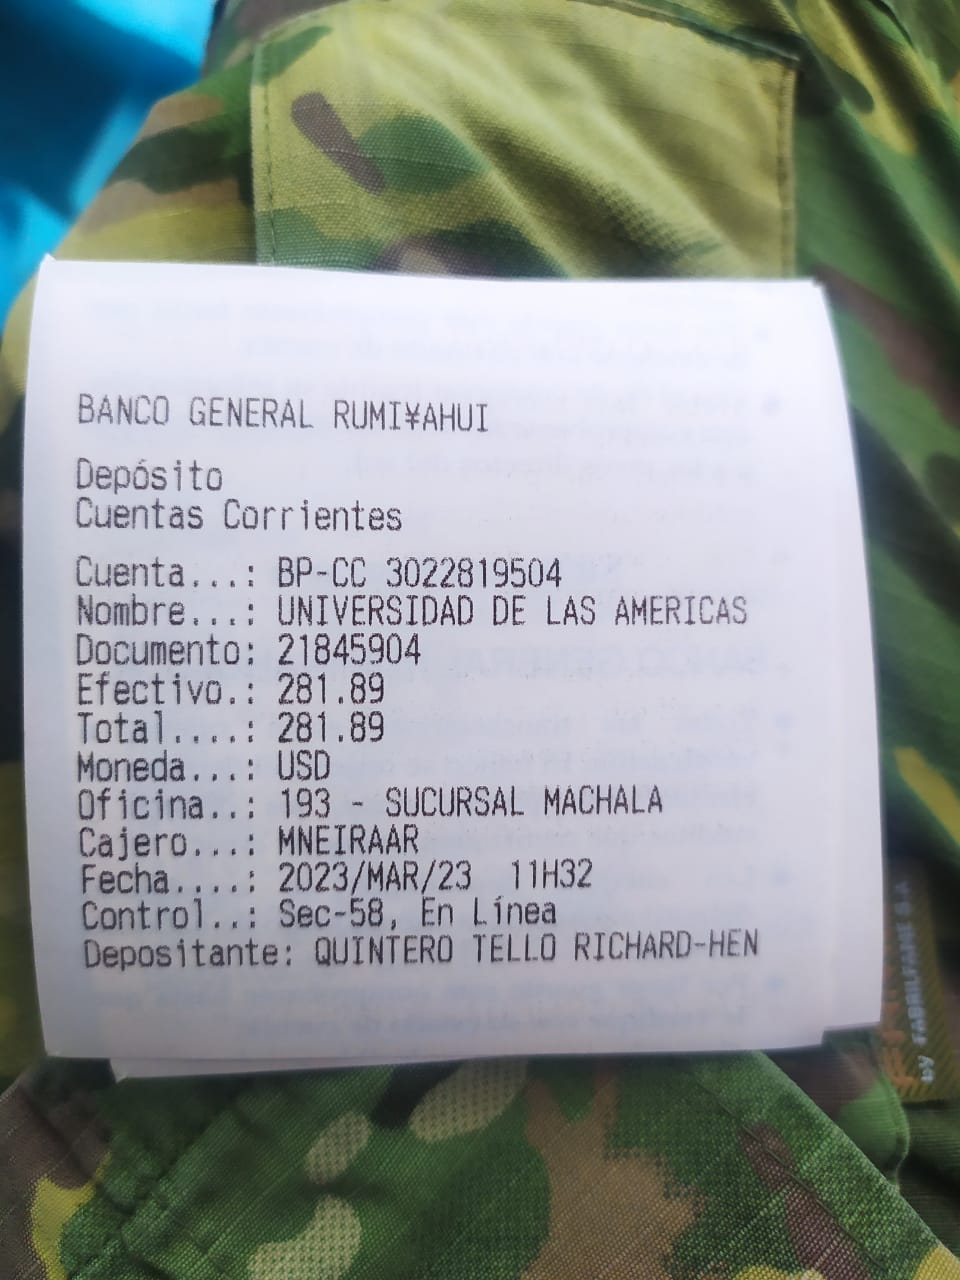 BANCO GENERAL RUMI¥AHUI
Depósito
Cuentas Corrientes
Cuenta...: BP-CC 3022819504
Nombre...: UNIVERSIDAD DE LAS AMERICAS
Documento: 21845904
Efectivo.: 281.89
Total....: 281.89
Moneda...: USD
Oficina..: 193 - SUCURSAL MACHALA
Cajero...: MNEIRAAR
Fecha....: 2023/MAR/23 11H32
Control..: Sec-58, En Línea
Depositante: QUINTERO TELLO RICHARD-HEN
by FABRILFAME S.A